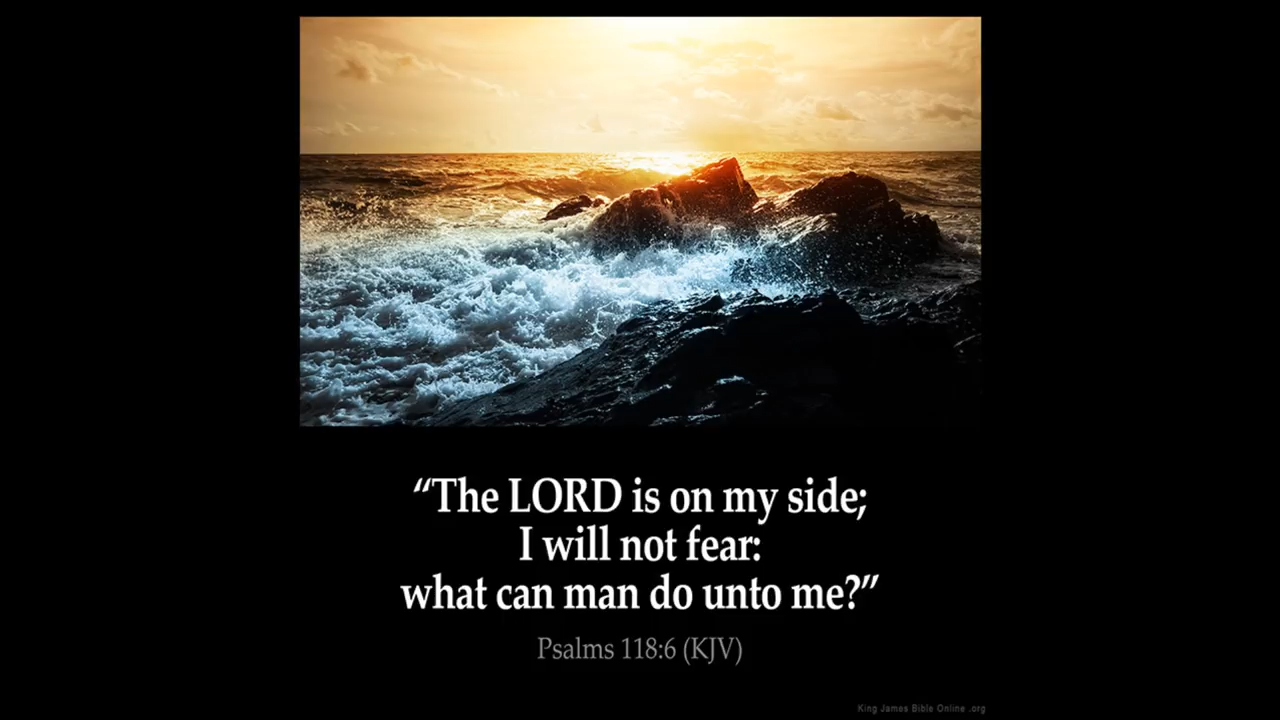 “The LORD is on my side;
I will not fear:
what can man do unto me?”
Psalms 118:6 (KJV)
King James Bible Online .org